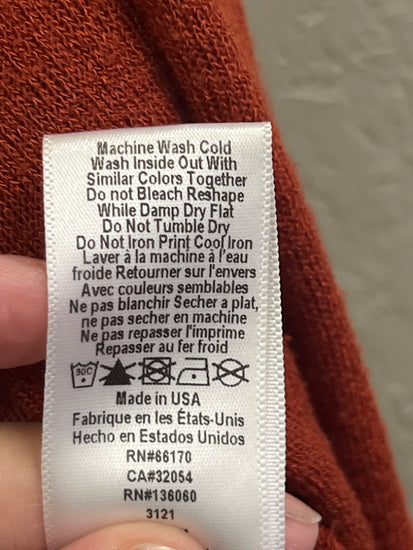 Machine Wash Cold
Wash Inside Out With
Similar Colors Together
Do not Bleach Reshape
While Damp Dry Flat
Do Not Tumble Dry
Do Not Iron Print Cool Iron
Laver à la machine à l'eau
froide Retourner sur l'envers
Avec couleurs semblables
Ne pas blanchir Secher a plat,
ne pas secher en machine
Ne pas repasser l'imprime
Repasser au fer froid
30C
Made in USA
Fabrique en les États-Unis
Hecho en Estados Unidos
RN#66170
CA#32054
RN#136060
3121